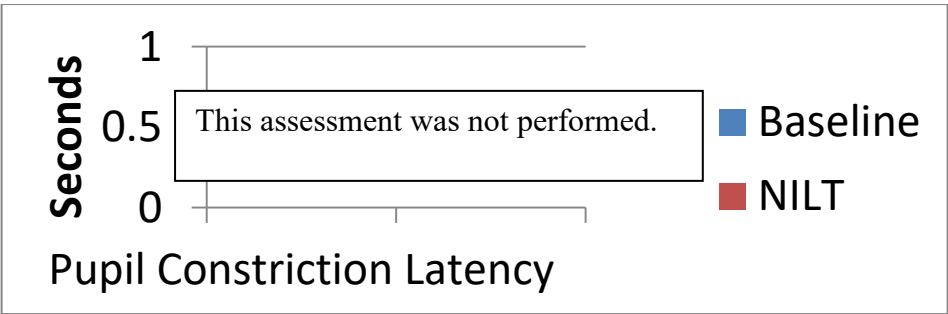 Seconds
1
0.5
0
This assessment was not performed.
Baseline
NILT
Pupil Constriction Latency